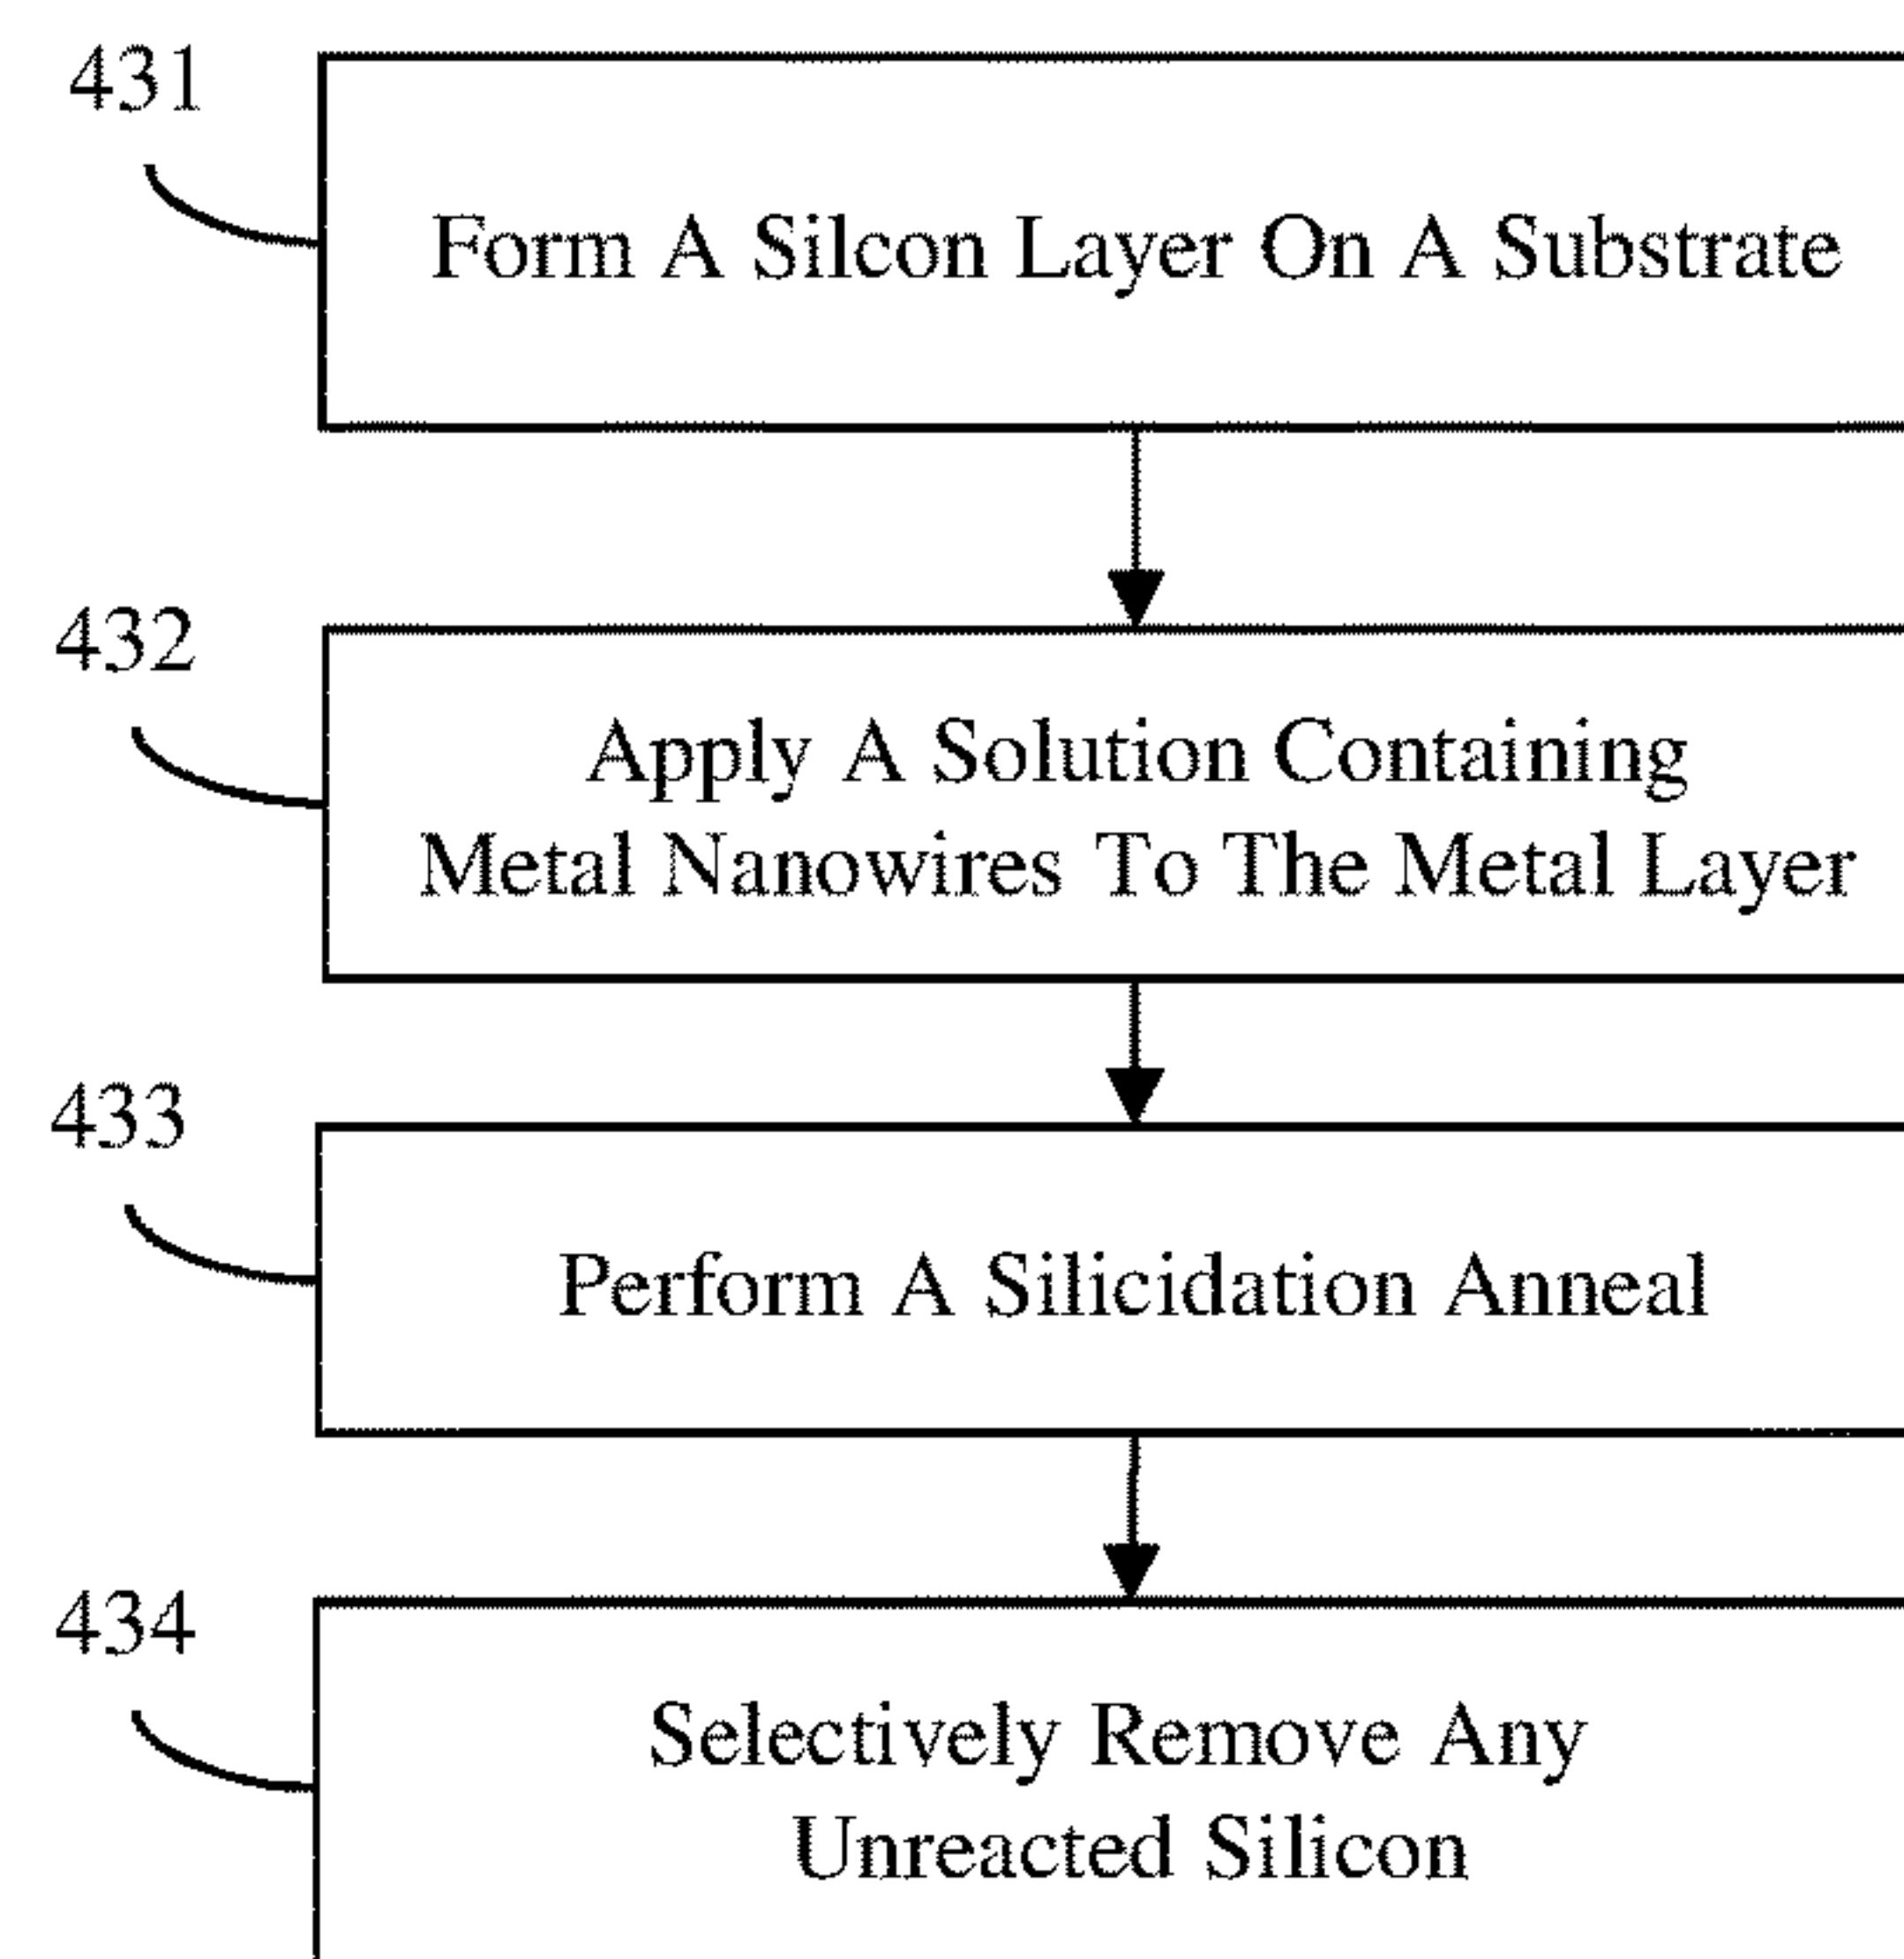 431
Form A Silcon Layer On A Substrate
432
Apply A Solution Containing
Metal Nanowires To The Metal Layer
433
Perform A Silicidation Anneal
434
Selectively Remove Any
Unreacted Silicon